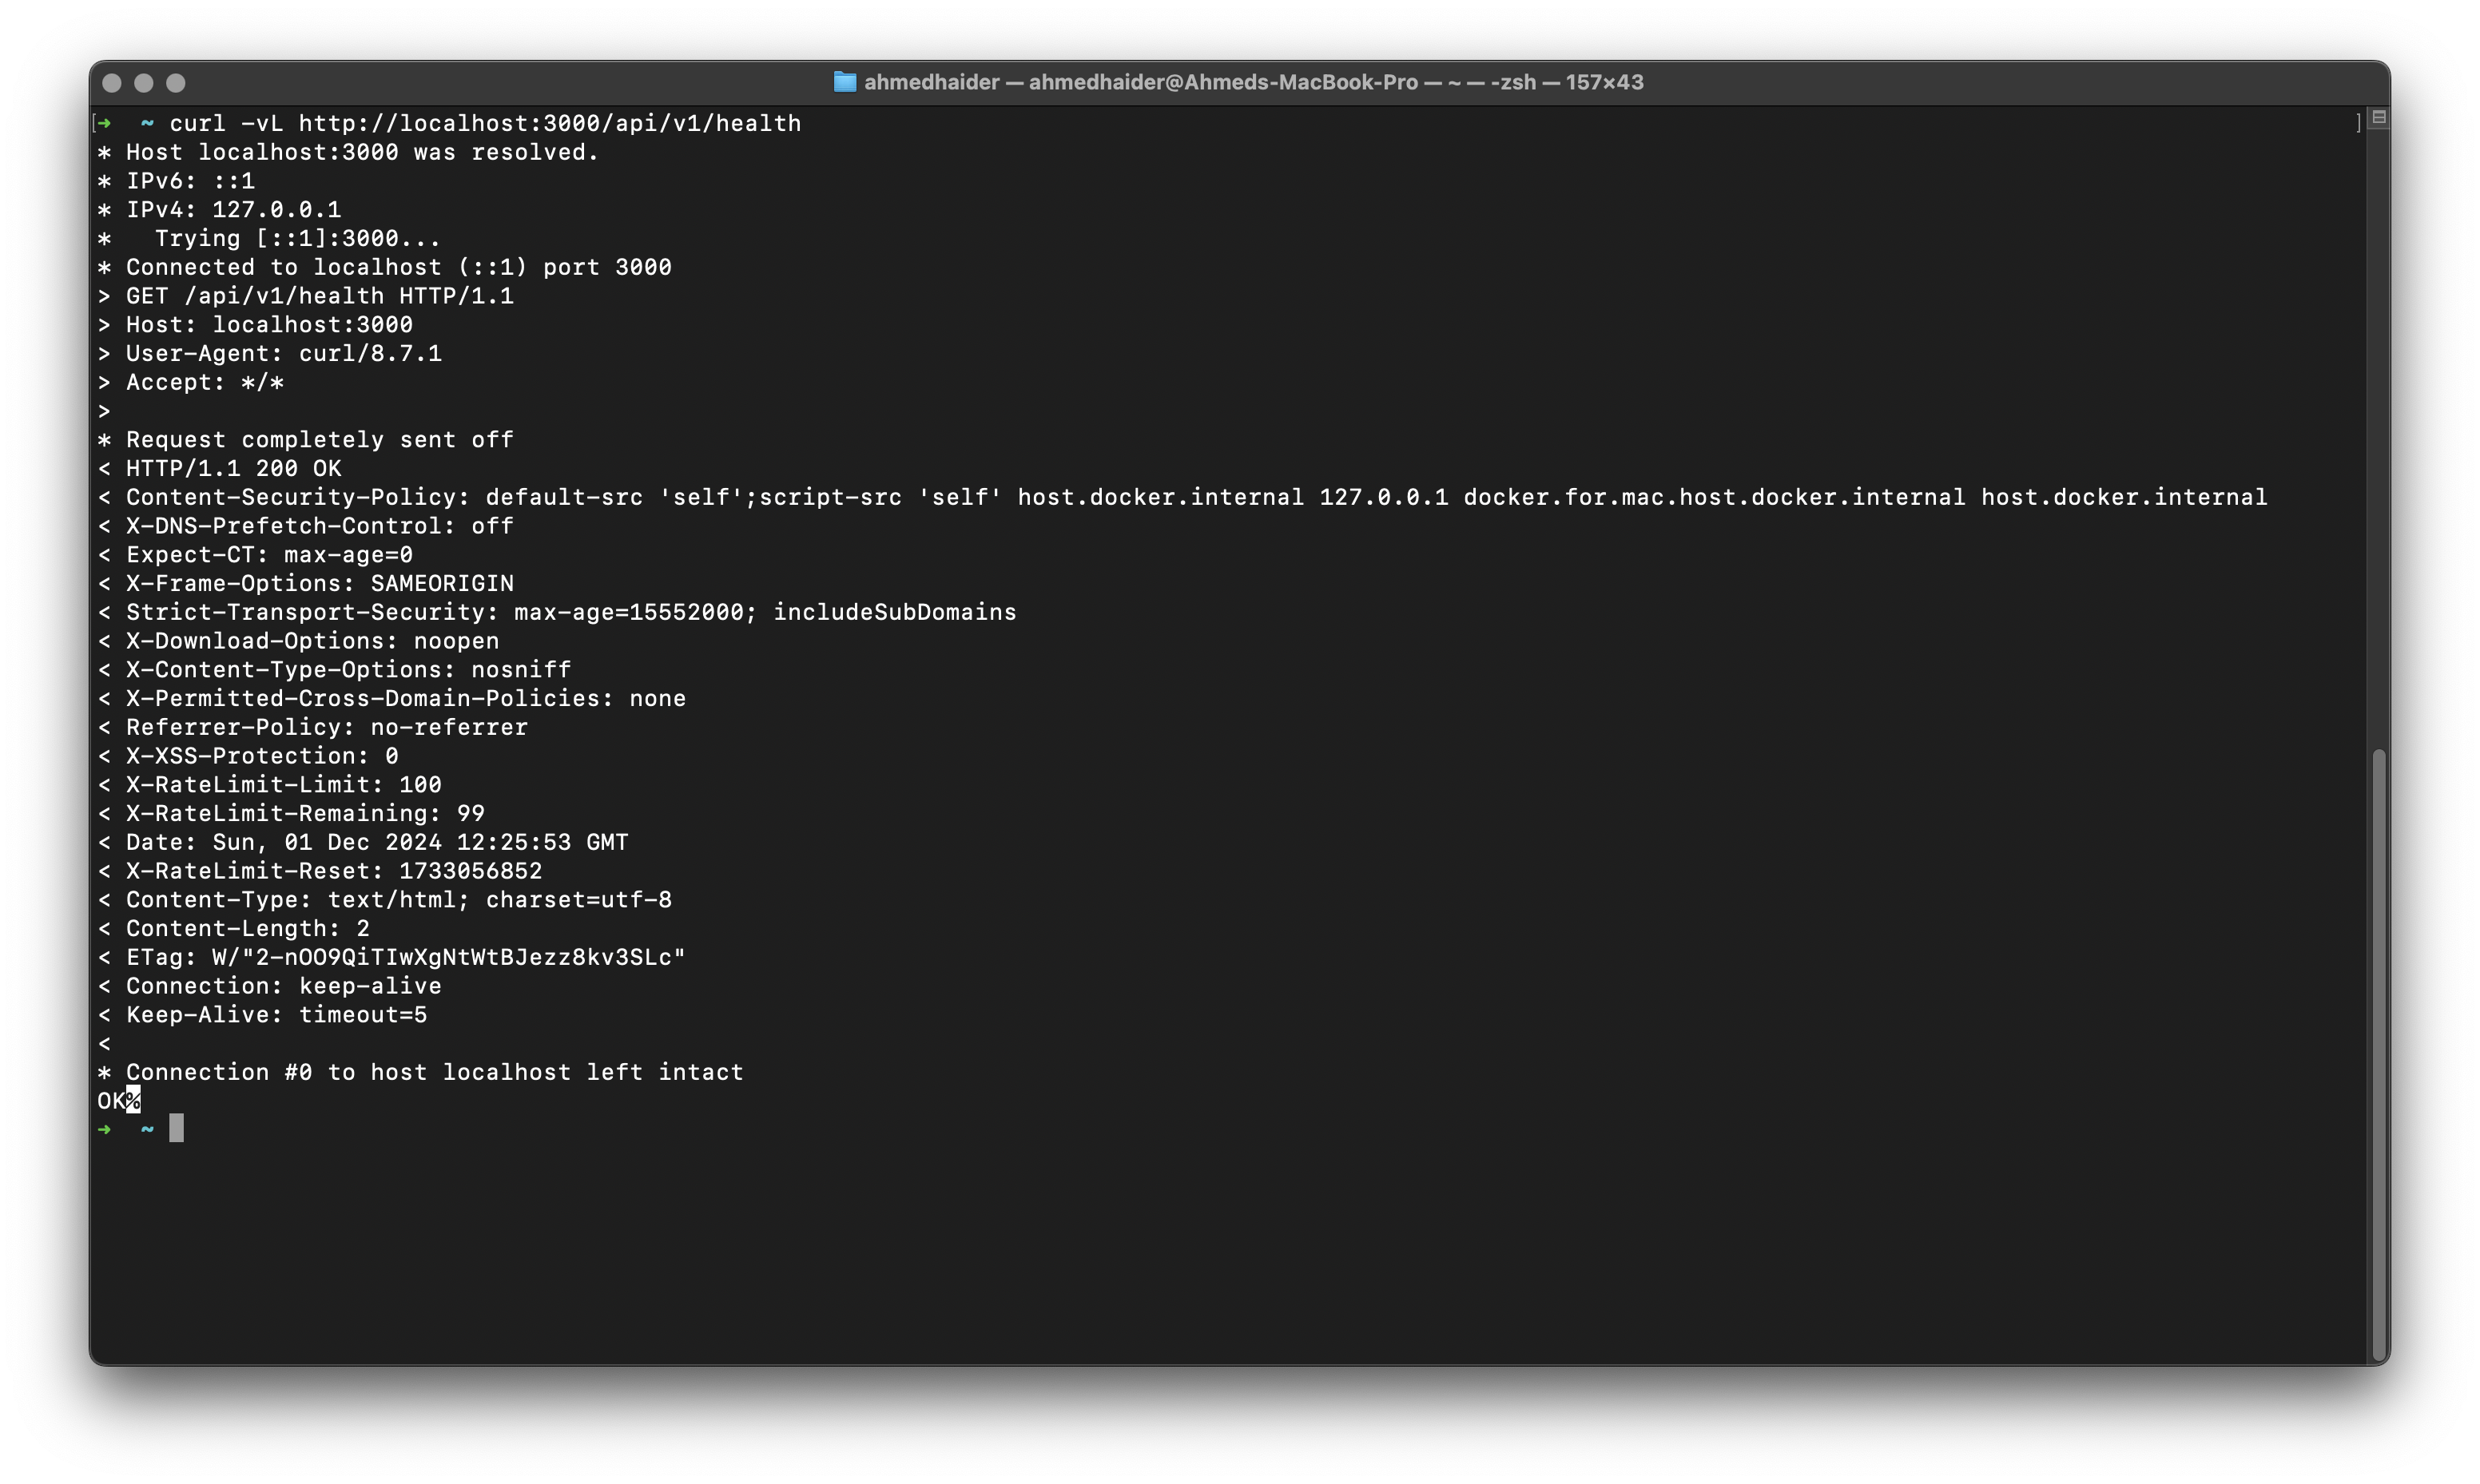 ahmedhaider — ahmedhaider@Ahmeds-MacBook-Pro — ~ — -zsh — 157×43
[➜  ~ curl -vL http://localhost:3000/api/v1/health ]
* Host localhost:3000 was resolved.
* IPv6: ::1
* IPv4: 127.0.0.1
*   Trying [::1]:3000...
* Connected to localhost (::1) port 3000
> GET /api/v1/health HTTP/1.1
> Host: localhost:3000
> User-Agent: curl/8.7.1
> Accept: */*
>
* Request completely sent off
< HTTP/1.1 200 OK
< Content-Security-Policy: default-src 'self';script-src 'self' host.docker.internal 127.0.0.1 docker.for.mac.host.docker.internal host.docker.internal
< X-DNS-Prefetch-Control: off
< Expect-CT: max-age=0
< X-Frame-Options: SAMEORIGIN
< Strict-Transport-Security: max-age=15552000; includeSubDomains
< X-Download-Options: noopen
< X-Content-Type-Options: nosniff
< X-Permitted-Cross-Domain-Policies: none
< Referrer-Policy: no-referrer
< X-XSS-Protection: 0
< X-RateLimit-Limit: 100
< X-RateLimit-Remaining: 99
< Date: Sun, 01 Dec 2024 12:25:53 GMT
< X-RateLimit-Reset: 1733056852
< Content-Type: text/html; charset=utf-8
< Content-Length: 2
< ETag: W/"2-nOO9QiTIwXgNtWtBJezz8kv3SLc"
< Connection: keep-alive
< Keep-Alive: timeout=5
<
* Connection #0 to host localhost left intact
OK%
➜  ~